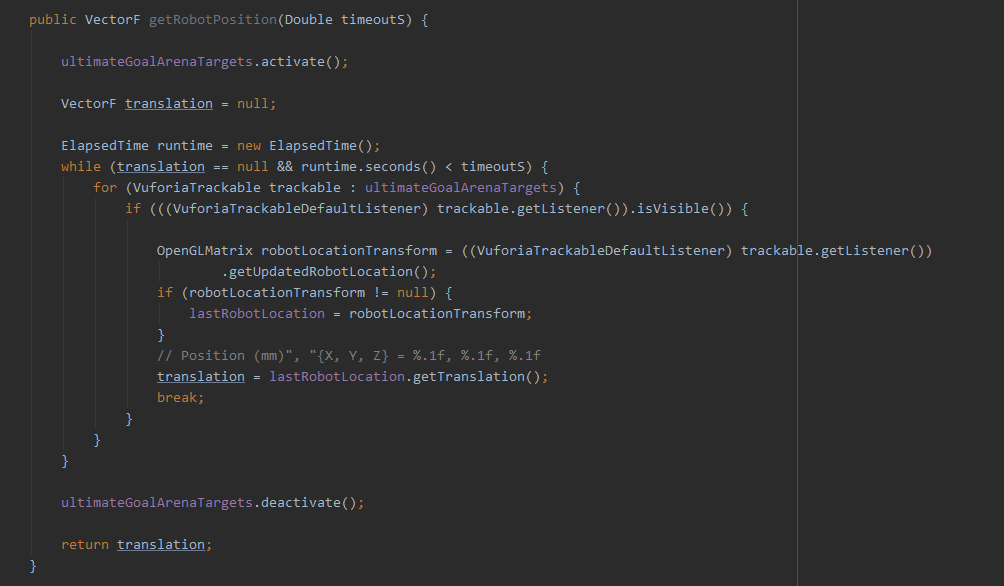 public VectorF getRobotPosition(Double timeoutS) {
ultimateGoalArenaTargets.activate();
VectorF translation = null;
ElapsedTime runtime = new ElapsedTime();
while (translation == null && runtime.seconds() < timeoutS) {
for (VuforiaTrackable trackable : ultimateGoalArenaTargets) {
if (((VuforiaTrackableDefaultListener) trackable.getListener()).isVisible()) {
OpenGLMatrix robotLocationTransform = ((VuforiaTrackableDefaultListener) trackable.getListener())
.getUpdatedRobotLocation();
if (robotLocationTransform != null) {
lastRobotLocation = robotLocationTransform;
}
// Position (mm)", "{X, Y, Z} = %.1f, %.1f, %.1f
translation = lastRobotLocation.getTranslation();
break;
}
}
}
ultimateGoalArenaTargets.deactivate();
return translation;
}